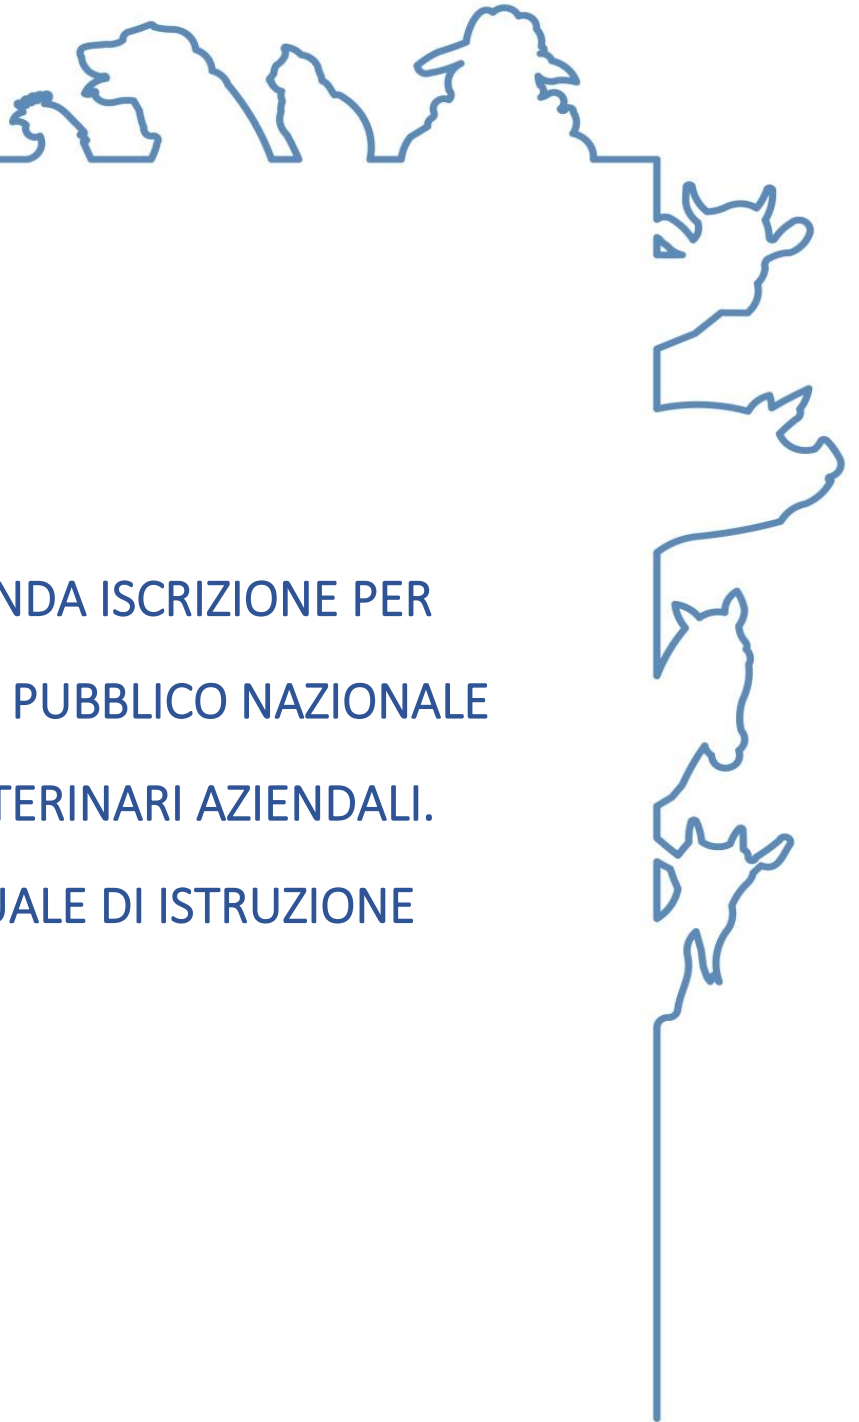 NDA ISCRIZIONE PER
PUBBLICO NAZIONALE
TERINARI AZIENDALI.
UALE DI ISTRUZIONE